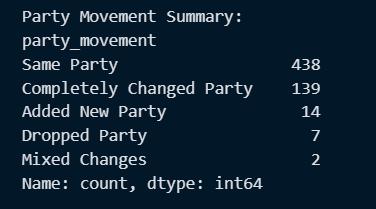 Party Movement Summary:
party_movement
Same Party 438
Completely Changed Party 139
Added New Party 14
Dropped Party 7
Mixed Changes 2
Name: count, dtype: int64